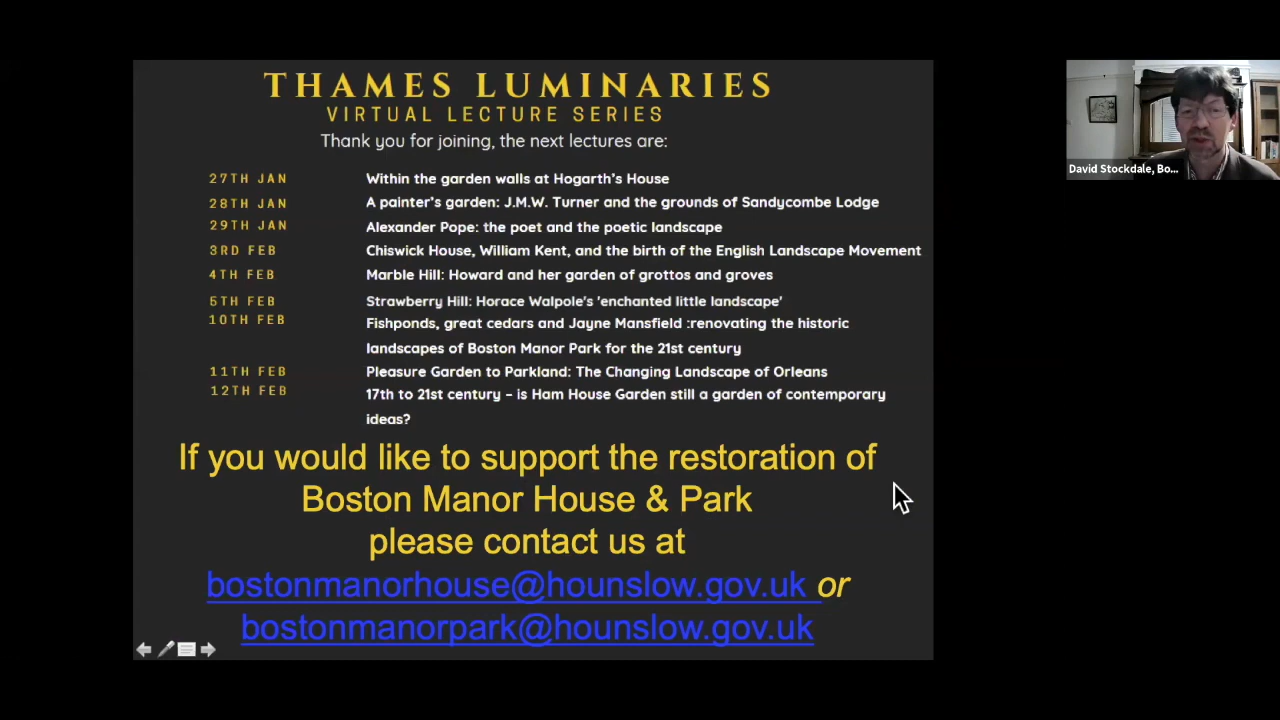 THAMES LUMINARIES
VIRTUAL LECTURE SERIES
Thank you for joining, the next lectures are:
27TH JAN Within the garden walls at Hogarth's House
28TH JAN A painter's garden: J.M.W. Turner and the grounds of Sandycombe Lodge
29TH JAN Alexander Pope: the poet and the poetic landscape
3RD FEB Chiswick House, William Kent, and the birth of the English Landscape Movement
4TH FEB Marble Hill: Howard and her garden of grottos and groves
5TH FEB Strawberry Hill: Horace Walpole's 'enchanted little landscape'
10TH FEB Fishponds, great cedars and Jayne Mansfield :renovating the historic
landscapes of Boston Manor Park for the 21st century
11TH FEB Pleasure Garden to Parkland: The Changing Landscape of Orleans
12TH FEB 17th to 21st century – is Ham House Garden still a garden of contemporary
ideas?
If you would like to support the restoration of
Boston Manor House & Park
please contact us at
bostonmanorhouse@hounslow.gov.uk or
bostonmanorpark@hounslow.gov.uk
David Stockdale, Bo...